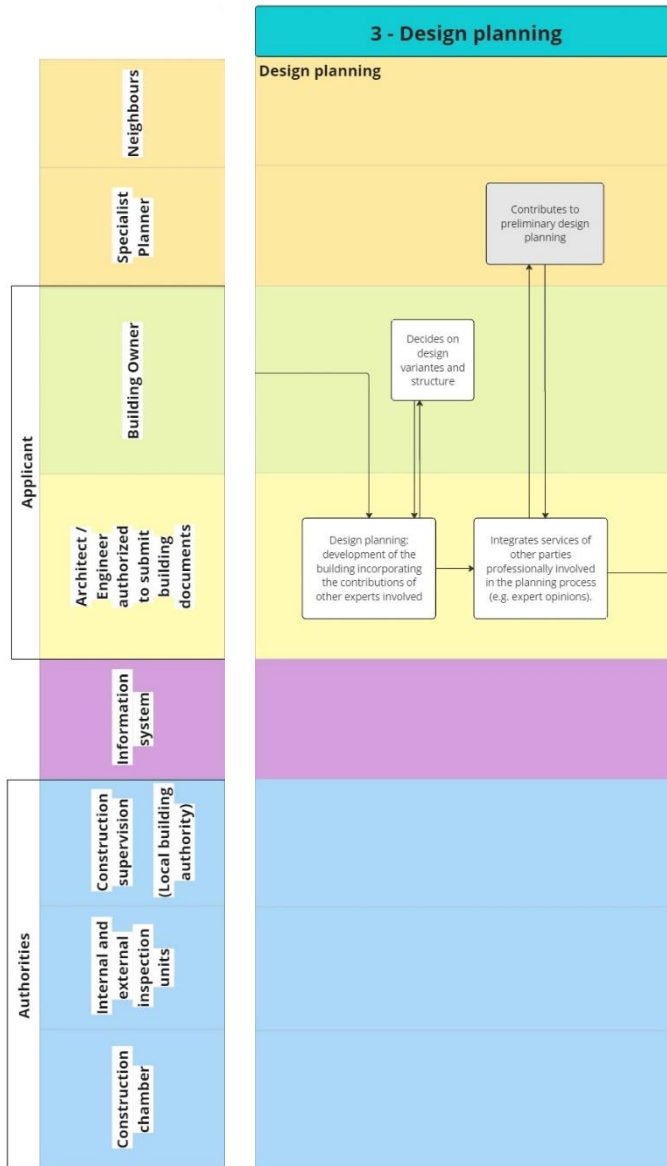 3 - Design planning
Design planning
Neighbours
Specialist
Planner
Contributes to
preliminary design
planning
Applicant
Building Owner
Decides on
design
variantes and
structure
Architect /
Engineer
authorized
to submit
building
documents
Design planning:
development of the
building incorporating
the contributions of
other experts involved
Integrates services of
other parties
professionally involved
in the planning process
(e.g. expert opinions).
Information
system
Authorities
Construction
supervision
(Local building
authority)
Internal and
external
inspection
units
Construction
chamber